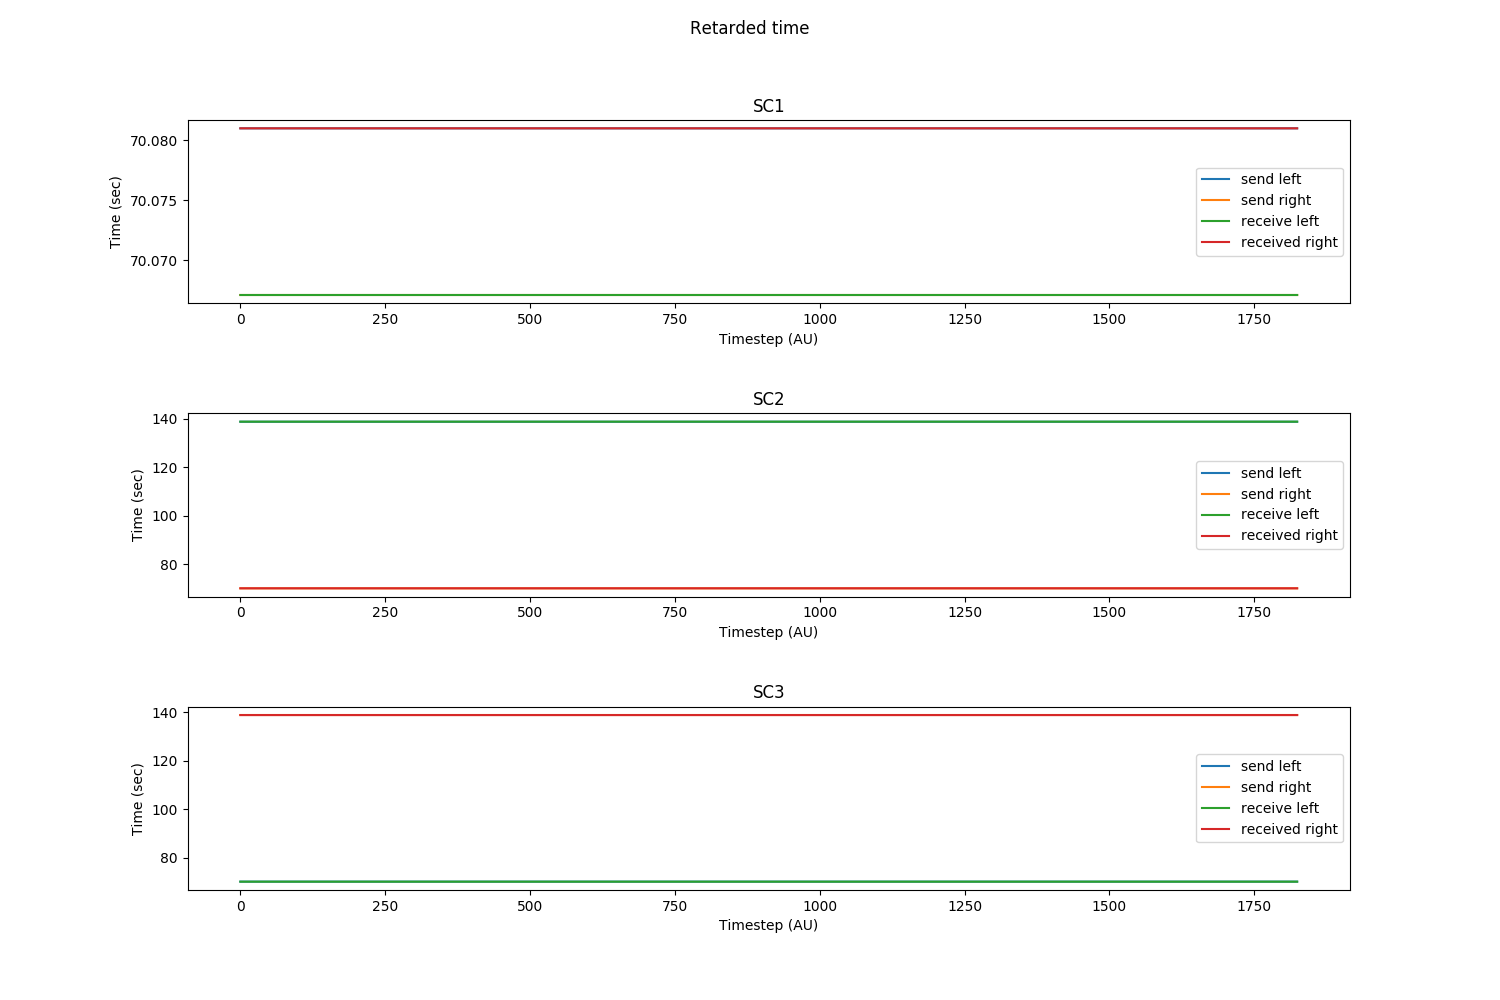 Retarded time
SC1
Time (sec)
70.080
70.075
70.070
send left
send right
receive left
received right
0 250 500 750 1000 1250 1500 1750
Timestep (AU)
SC2
Time (sec)
140
120
100
80
send left
send right
receive left
received right
0 250 500 750 1000 1250 1500 1750
Timestep (AU)
SC3
Time (sec)
140
120
100
80
send left
send right
receive left
received right
0 250 500 750 1000 1250 1500 1750
Timestep (AU)